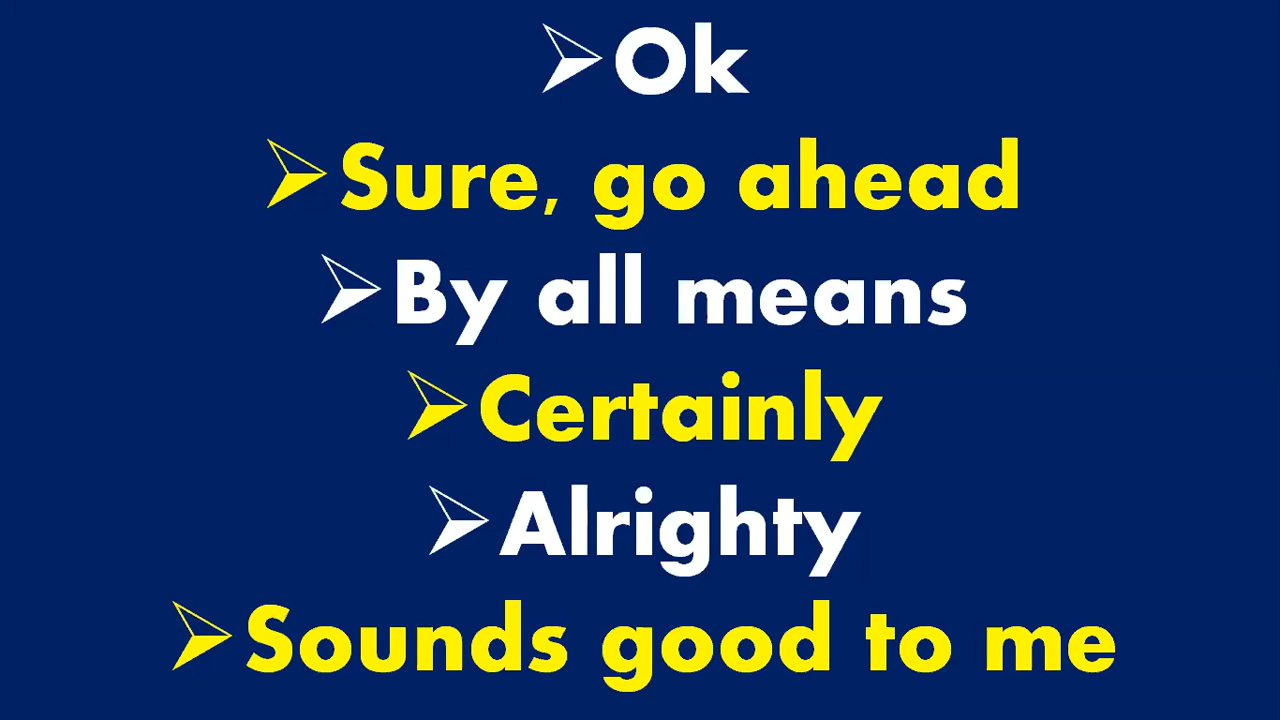 ➢Ok
➢Sure, go ahead
➢By all means
➢Certainly
➢Alrighty
➢Sounds good to me